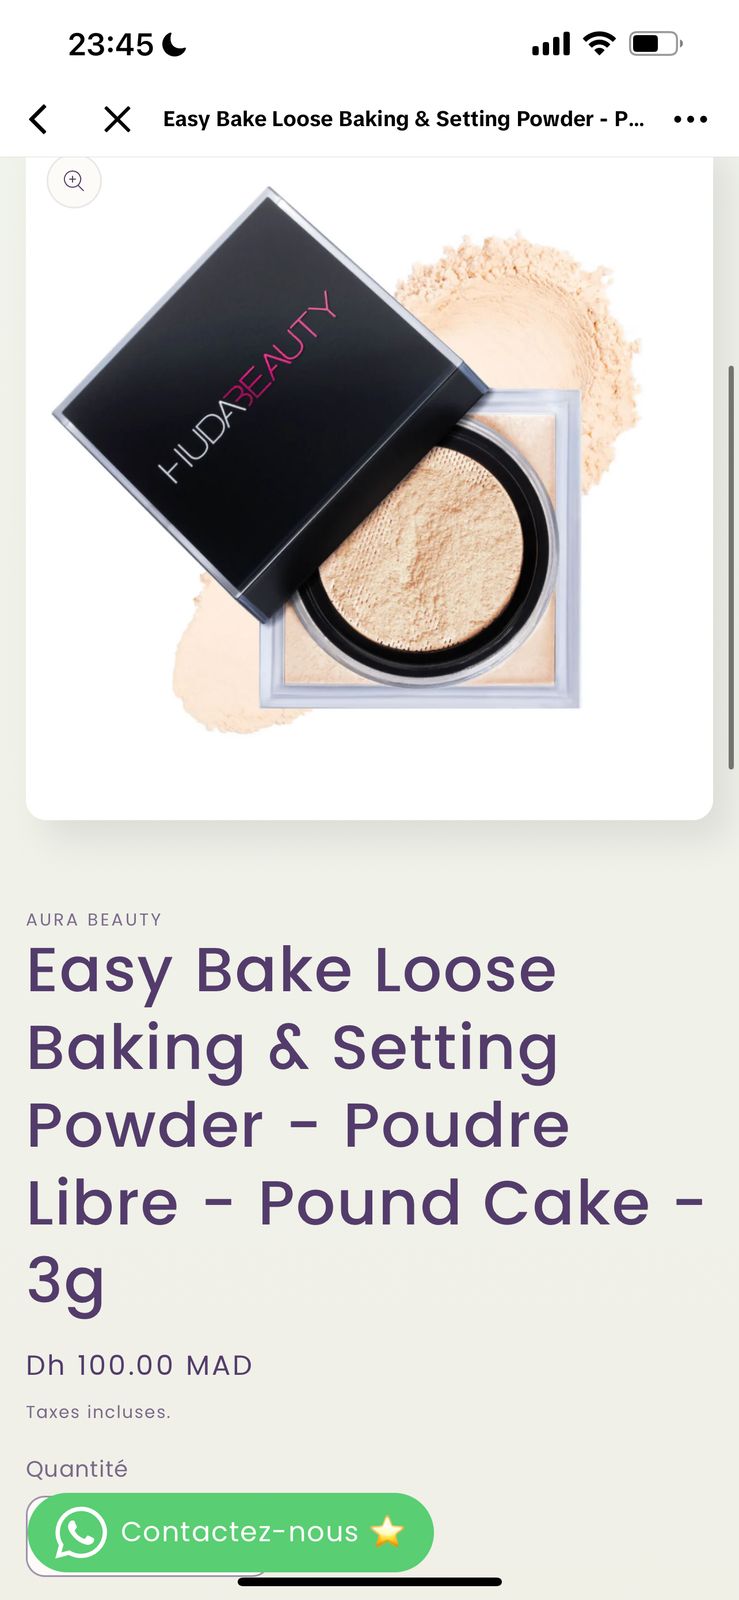 23:45
Easy Bake Loose Baking & Setting Powder - P...
HUDABEAUTY
AURA BEAUTY
Easy Bake Loose
Baking & Setting
Powder - Poudre
Libre - Pound Cake -
3g
Dh 100.00 MAD
Taxes incluses.
Quantité
Contactez-nous ⭐